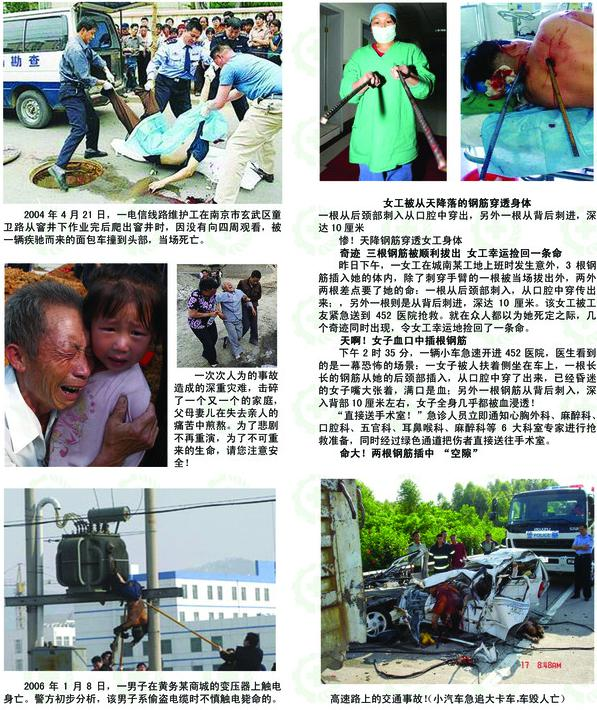 勘查
2004 年 4 月 21 日，一电信线路维护工在南京市玄武区童
卫路从窨井下作业完后爬出窨井时，因没有向四周观看，被
一辆疾驰而来的面包车撞到头部，当场死亡。
一次次人为的事故
造成的深重灾难，击碎
了一个又一个的家庭，
父母妻儿在失去亲人的
痛苦中煎熬。为了悲剧
不再重演，为了不可重
来的生命，请您注意安
全！
2006 年 1 月 8 日，一男子在黄务某商城的变压器上触电
身亡。警方初步分析，该男子系偷盗电缆时不慎触电毙命的。
女工被从天降落的钢筋穿透身体
一根从后颈部刺入从口腔中穿出，另外一根从背后刺进，深
达 10 厘米
惨！天降钢筋穿透女工身体
奇迹 三根钢筋被顺利拔出 女工幸运捡回一条命
昨日下午，一女工在城南某工地上班时发生意外，3 根钢
筋插入她的体内，除了刺穿手臂的一根被当场拔出外，两外
两根差点要了她的命：一根从后颈刺入，从口腔中穿传出
来；，另外一根则是从背后刺进，深达 10 厘米。该女工被工
友紧急送到 452 医院抢救。就在众人都以为她死定之际，几
个奇迹同时出现，令女工幸运地捡回了一条命。
天啊！女子血口中插根钢筋
下午 2 时 35 分，一辆小车急速开进 452 医院，医生看到
的是一幕恐怖的场景：一女子被人扶着侧坐在车上，一根长
长的钢筋从她的后颈部插入，从口腔中穿了出来，已经昏迷
的女子嘴大张着，满口是血；另外一根钢筋从背后刺入，深
入背部 10 厘米左右，女子全身几乎都被血浸透！
“直接送手术室！”急诊人员立即通知心胸外科、麻醉科、
口腔科、五官科、耳鼻喉科、麻醉科等 6 大科室专家进行抢
救准备，同时经过绿色通道把伤者直接送往手术室。
命大！两根钢筋插中 “空隙”
ISUZU
POLICE
17 8:48AM
高速路上的交通事故！（小汽车急追大卡车，车毁人亡）